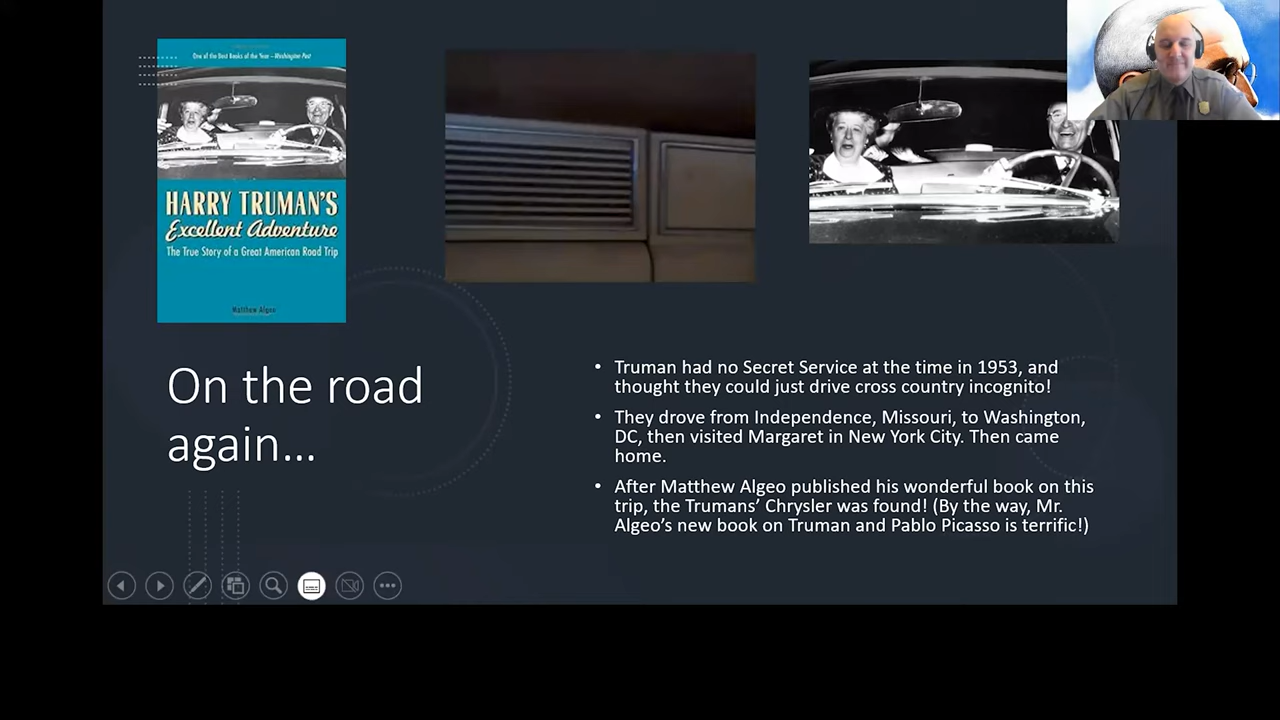 One of the Best Books of the Year –Washington Post
HARRY TRUMAN'S
Excellent Adventure
The True Story of a Great American Road Trip
Matthew Algeo
On the road
again…
• Truman had no Secret Service at the time in 1953, and
thought they could just drive cross country incognito!
• They drove from Independence, Missouri, to Washington,
DC, then visited Margaret in New York City. Then came
home.
• After Matthew Algeo published his wonderful book on this
trip, the Trumans' Chrysler was found! (By the way, Mr.
Algeo's new book on Truman and Pablo Picasso is terrific!)